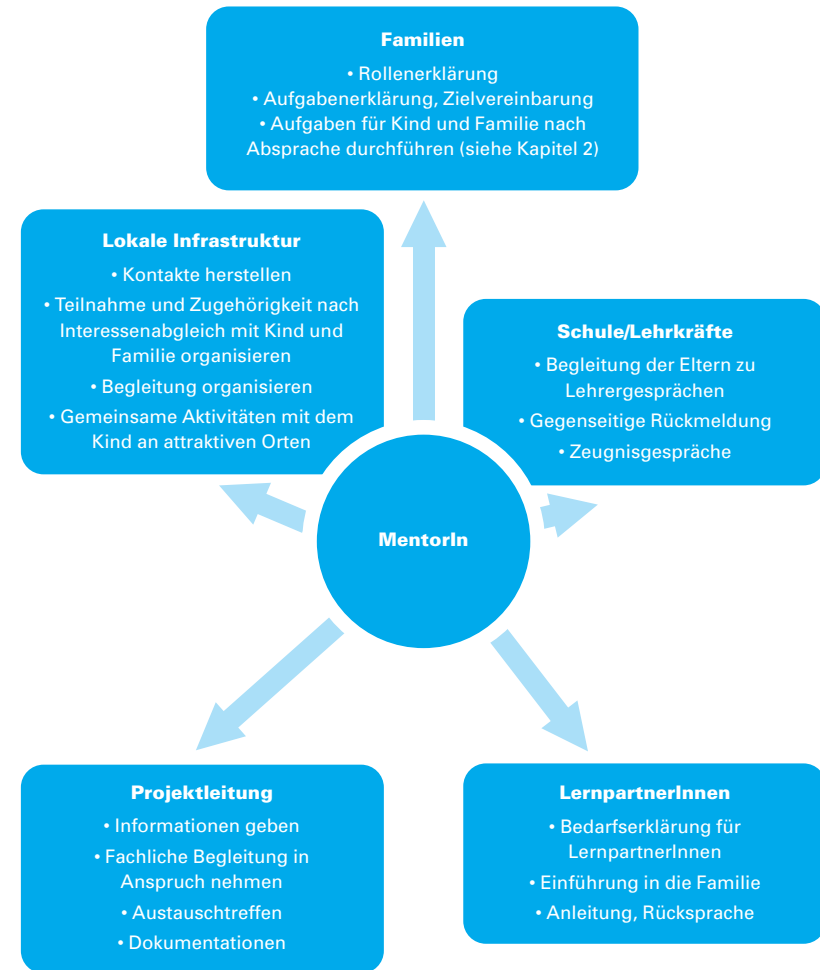 Familien
• Rollenerklärung
• Aufgabenerklärung, Zielvereinbarung
• Aufgaben für Kind und Familie nach
Absprache durchführen (siehe Kapitel 2)
Lokale Infrastruktur
• Kontakte herstellen
• Teilnahme und Zugehörigkeit nach
Interessenabgleich mit Kind und
Familie organisieren
• Begleitung organisieren
• Gemeinsame Aktivitäten mit dem
Kind an attraktiven Orten
Schule/Lehrkräfte
• Begleitung der Eltern zu
Lehrergesprächen
• Gegenseitige Rückmeldung
• Zeugnisgespräche
MentorIn
Projektleitung
• Informationen geben
• Fachliche Begleitung in
Anspruch nehmen
• Austauschtreffen
• Dokumentationen
LernpartnerInnen
• Bedarfserklärung für
LernpartnerInnen
• Einführung in die Familie
• Anleitung, Rücksprache